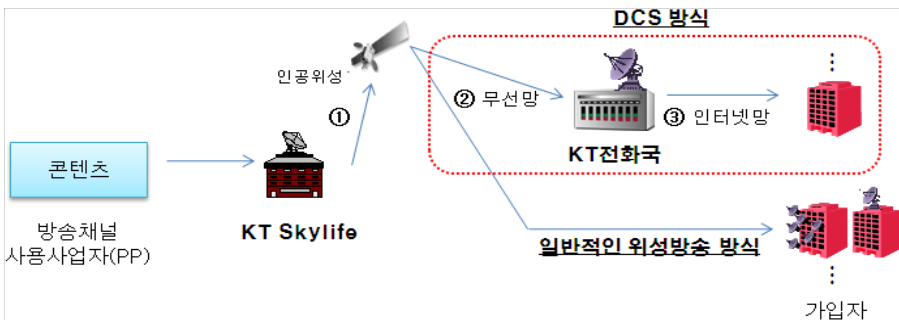 DCS 방식
인공위성
①
② 무선망
③ 인터넷망
KT전화국
콘텐츠
KT Skylife
방송채널
사용사업자(PP)
일반적인 위성방송 방식
가입자